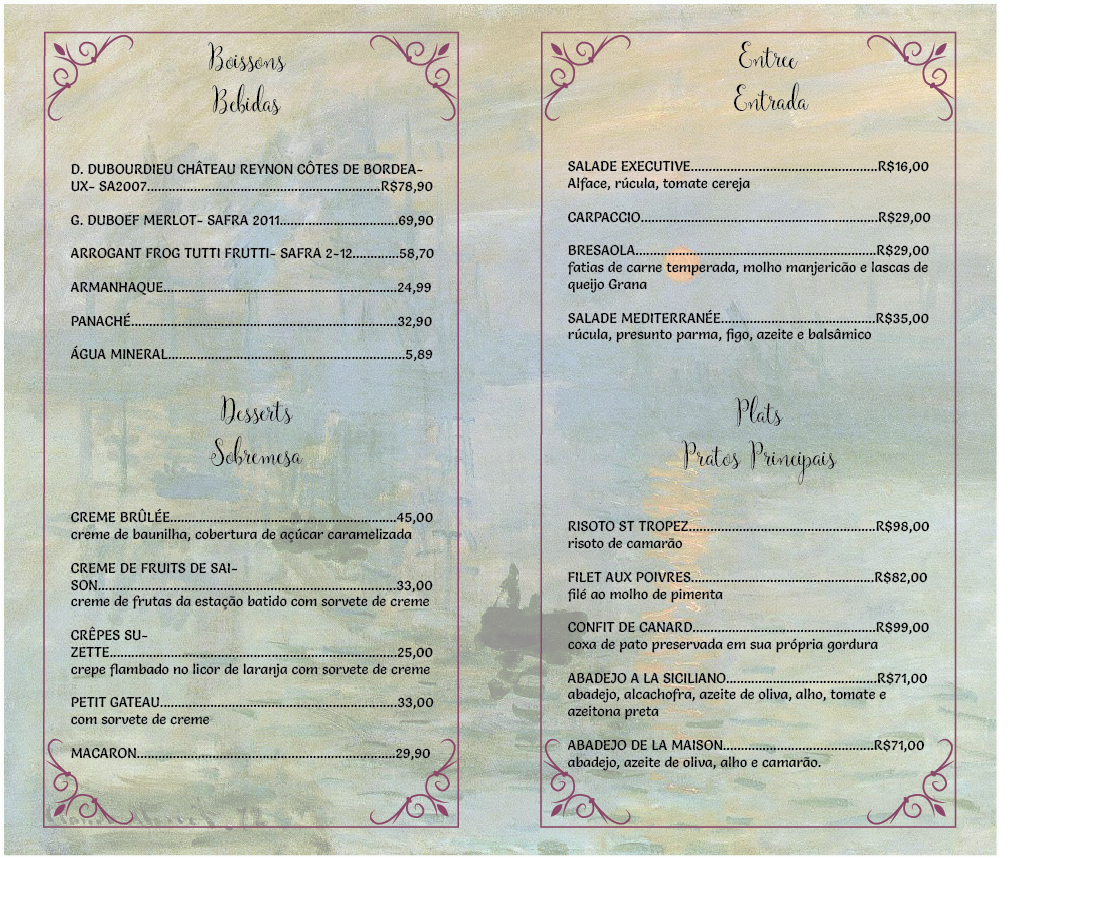 Boissons
Bebidas
D. DUBOURDIEU CHÂTEAU REYNON CÔTES DE BORDEA-
UX- SA2007.............................................................R$78,90
G. DUBOEF MERLOT- SAFRA 2011...............................69,90
ARROGANT FROG TUTTI FRUTTI- SAFRA 2-12............58,70
ARMANHAQUE.............................................................24,99
PANACHÉ.....................................................................32,90
ÁGUA MINERAL..............................................................5,89
Desserts
Sobremesa
CREME BRÛLÉE...........................................................45,00
creme de baunilha, cobertura de açúcar caramelizada
CREME DE FRUITS DE SAI-
SON..............................................................................33,00
creme de frutas da estação batido com sorvete de creme
CRÊPES SU-
ZETTE...........................................................................25,00
crepe flambado no licor de laranja com sorvete de creme
PETIT GATEAU..............................................................33,00
com sorvete de creme
MACARON...................................................................29,90
Entree
Entrada
SALADE EXECUTIVE.................................................R$16,00
Alface, rúcula, tomate cereja
CARPACCIO..............................................................R$29,00
BRESAOLA...............................................................R$29,00
fatias de carne temperada, molho manjericão e lascas de
queijo Grana
SALADE MEDITERRANÉE.........................................R$35,00
rúcula, presunto parma, figo, azeite e balsâmico
Plats
Pratos Principais
RISOTO ST TROPEZ.................................................R$98,00
risoto de camarão
FILET AUX POIVRES................................................R$82,00
filé ao molho de pimenta
CONFIT DE CANARD................................................R$99,00
coxa de pato preservada em sua própria gordura
ABADEJO A LA SICILIANO.......................................R$71,00
abadejo, alcachofra, azeite de oliva, alho, tomate e
azeitona preta
ABADEJO DE LA MAISON........................................R$71,00
abadejo, azeite de oliva, alho e camarão.